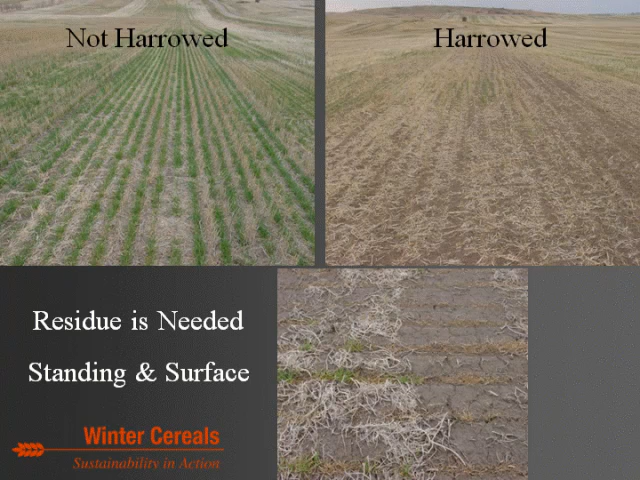 Not Harrowed
Harrowed
Residue is Needed
Standing & Surface
Winter Cereals
Sustainability in Action